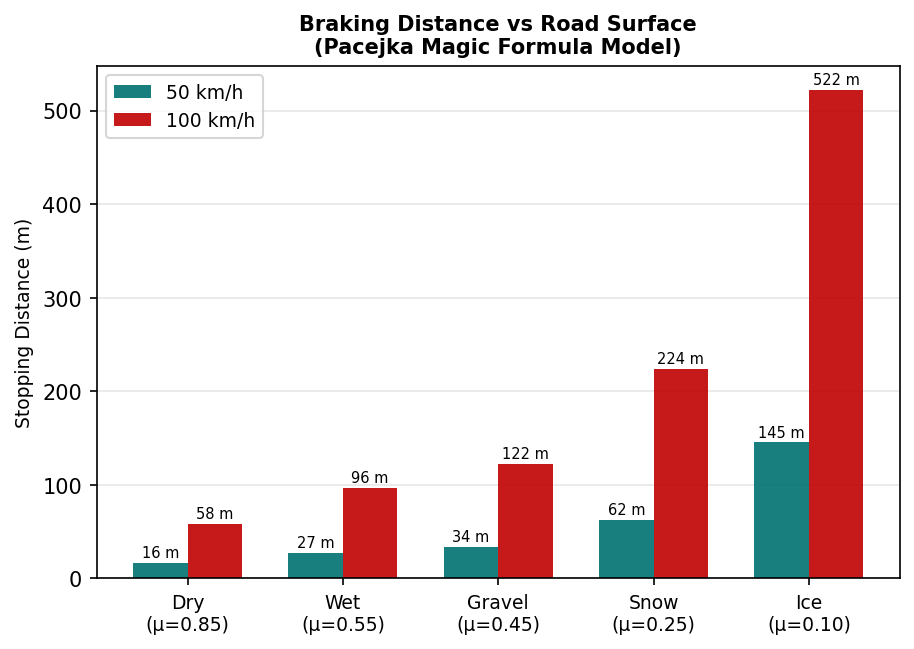 Braking Distance vs Road Surface
(Pacejka Magic Formula Model)
50 km/h
100 km/h
Stopping Distance (m)
500
400
300
200
100
0
16 m
58 m
27 m
96 m
34 m
122 m
62 m
224 m
145 m
522 m
Dry
(μ=0.85)
Wet
(μ=0.55)
Gravel
(μ=0.45)
Snow
(μ=0.25)
Ice
(μ=0.10)